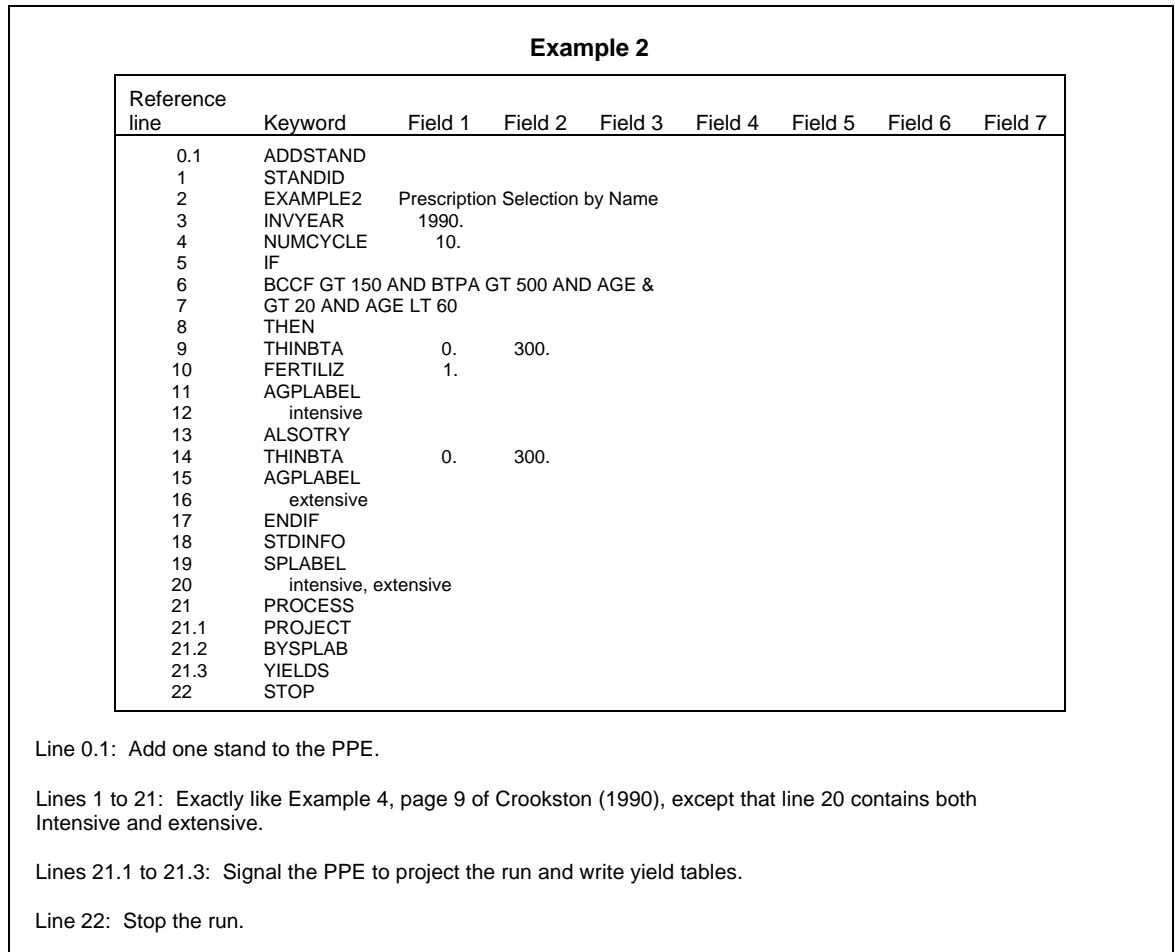 Example 2
Reference
line Keyword Field 1 Field 2 Field 3 Field 4 Field 5 Field 6 Field 7
0.1 ADDSTAND
1 STANDID
2 EXAMPLE2 Prescription Selection by Name
3 INVYEAR 1990.
4 NUMCYCLE 10.
5 IF
6 BCCF GT 150 AND BTPA GT 500 AND AGE &
7 GT 20 AND AGE LT 60
8 THEN
9 THINBTA 0. 300.
10 FERTILIZ 1.
11 AGPLABEL
12 intensive
13 ALSOTRY
14 THINBTA 0. 300.
15 AGPLABEL
16 extensive
17 ENDIF
18 STDINFO
19 SPLABEL
20 intensive, extensive
21 PROCESS
21.1 PROJECT
21.2 BYSPLAB
21.3 YIELDS
22 STOP
Line 0.1: Add one stand to the PPE.
Lines 1 to 21: Exactly like Example 4, page 9 of Crookston (1990), except that line 20 contains both
Intensive and extensive.
Lines 21.1 to 21.3: Signal the PPE to project the run and write yield tables.
Line 22: Stop the run.